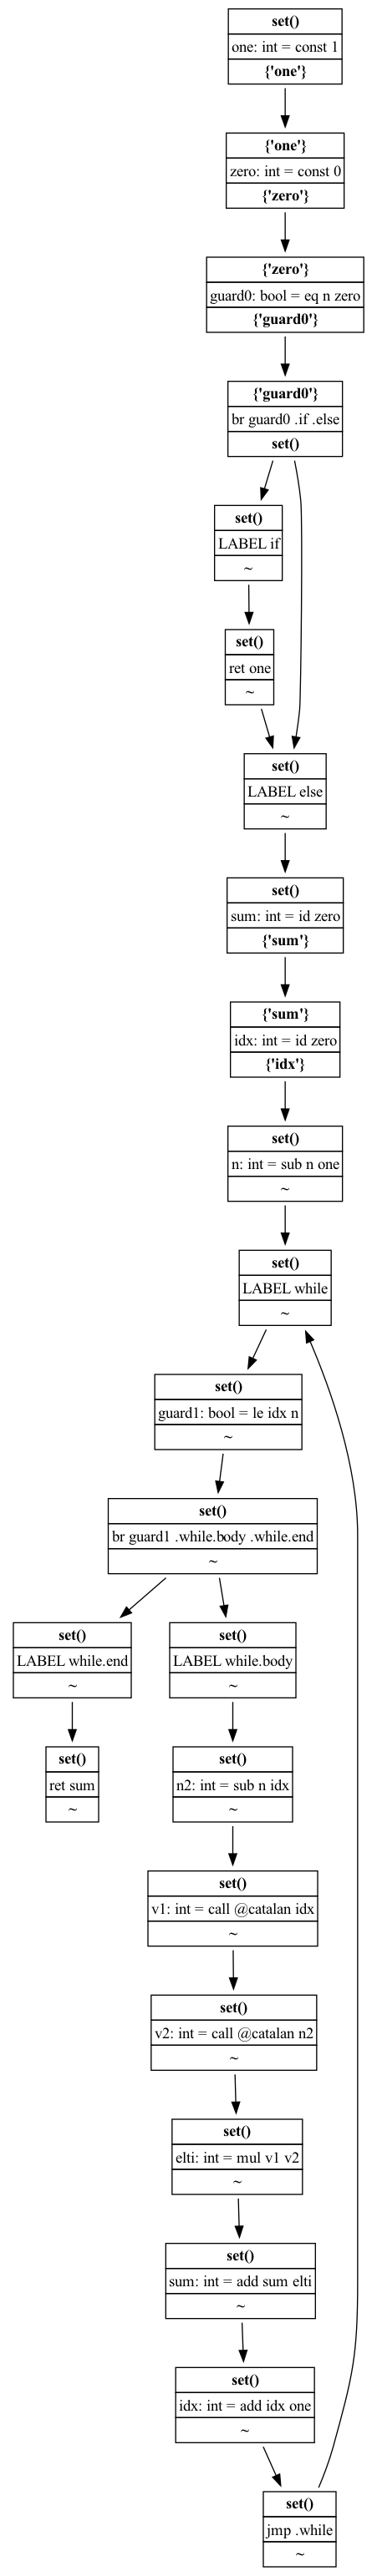 set()
one: int = const 1
{'one'}
{'one'}
zero: int = const 0
{'zero'}
{'zero'}
guard0: bool = eq n zero
{'guard0'}
{'guard0'}
br guard0 .if .else
set()
set()
LABEL if
~
set()
ret one
~
set()
LABEL else
~
set()
sum: int = id zero
{'sum'}
{'sum'}
idx: int = id zero
{'idx'}
set()
n: int = sub n one
~
set()
LABEL while
~
set()
guard1: bool = le idx n
~
set()
br guard1 .while.body .while.end
~
set()
LABEL while.end
~
set()
LABEL while.body
~
set()
ret sum
~
set()
n2: int = sub n idx
~
set()
v1: int = call @catalan idx
~
set()
v2: int = call @catalan n2
~
set()
elti: int = mul v1 v2
~
set()
sum: int = add sum elti
~
set()
idx: int = add idx one
~
set()
jmp .while
~